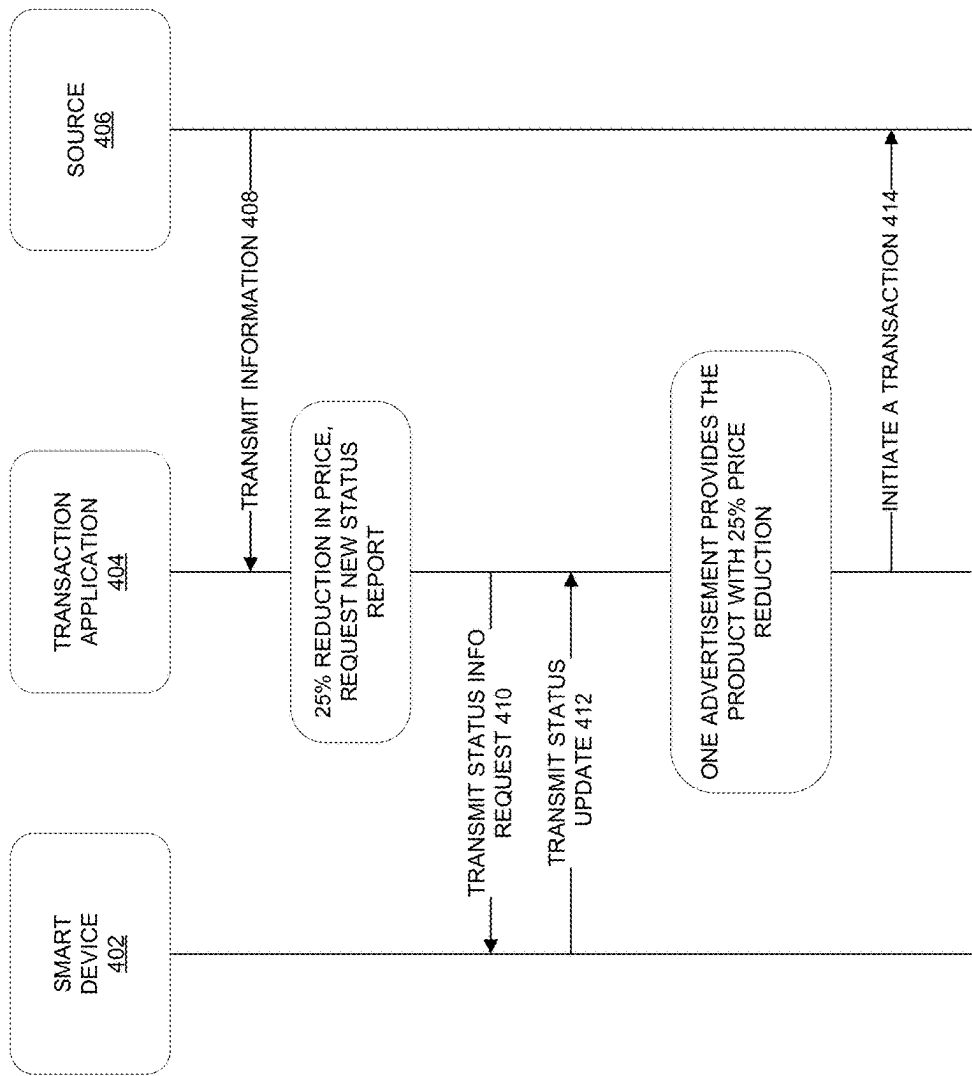 SMART
DEVICE
402
TRANSACTION
APPLICATION
404
SOURCE
406
TRANSMIT INFORMATION 408
25% REDUCTION IN PRICE,
REQUEST NEW STATUS
REPORT
TRANSMIT STATUS INFO
REQUEST 410
TRANSMIT STATUS
UPDATE 412
ONE ADVERTISEMENT PROVIDES THE
PRODUCT WITH 25% PRICE
REDUCTION
INITIATE A TRANSACTION 414